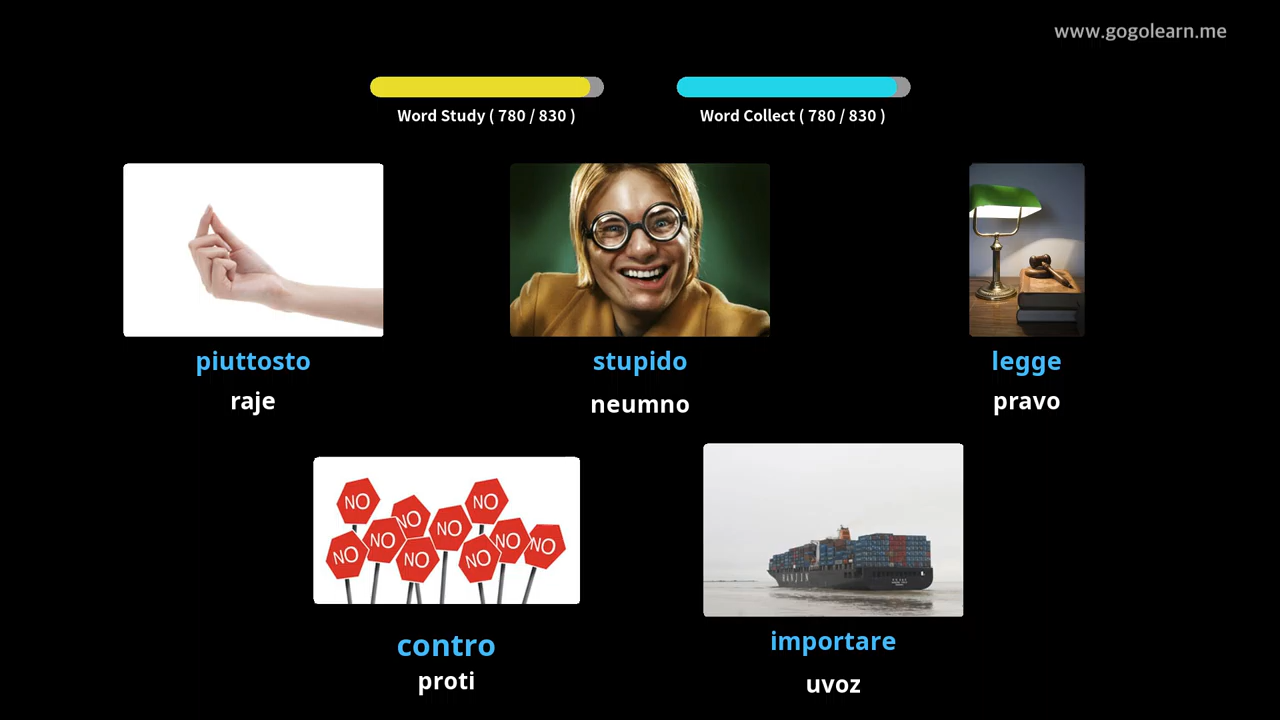 www.gogolearn.me
Word Study ( 780 / 830 )
Word Collect ( 780 / 830 )
piuttosto
raje
stupido
neumno
legge
pravo
NO
NO
NO
NO
NO
NO
NO
NO
NO
NO
HANJIN
contro
proti
importare
uvoz